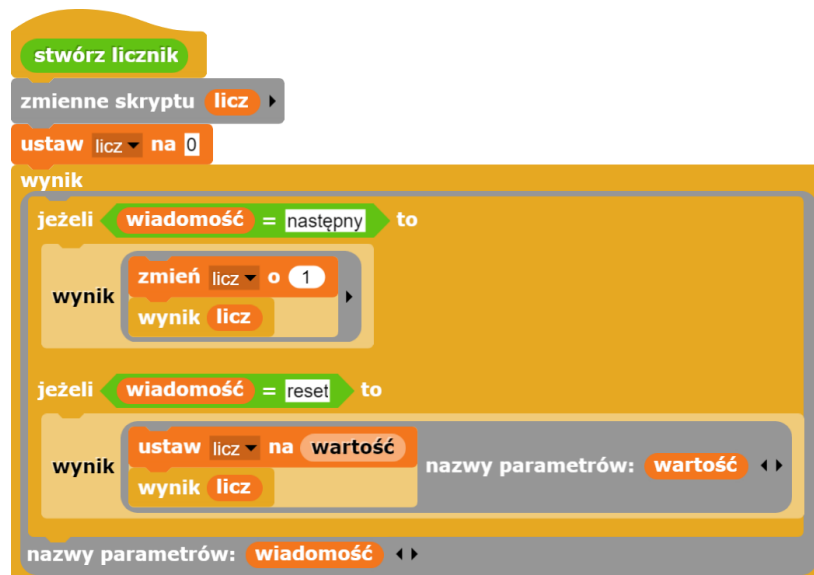 stwórz licznik
zmienne skryptu licz
ustaw licz na 0
wynik
jeżeli wiadomość = następny to
zmień licz o 1
wynik
wynik licz
jeżeli wiadomość = reset to
ustaw licz na wartość
wynik nazwy parametrów: wartość
wynik licz
nazwy parametrów: wiadomość